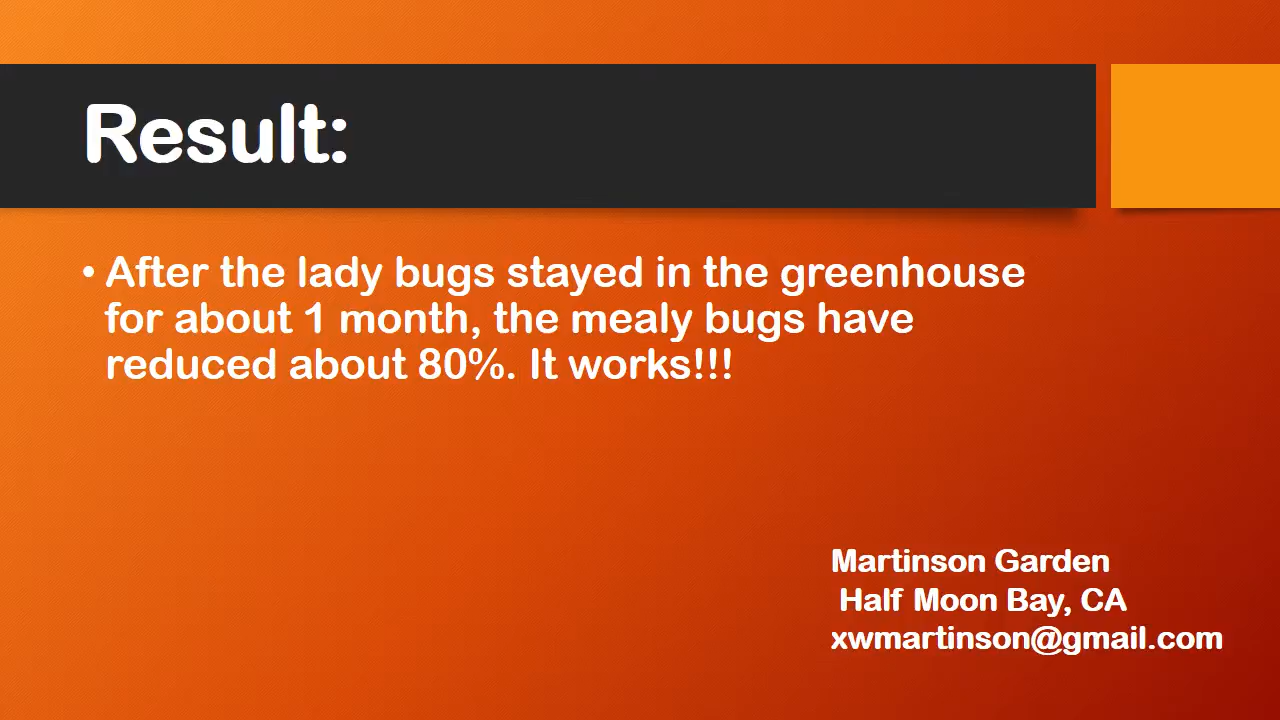 Result:
• After the lady bugs stayed in the greenhouse
for about 1 month, the mealy bugs have
reduced about 80%. It works!!!
Martinson Garden
Half Moon Bay, CA
xwmartinson@gmail.com